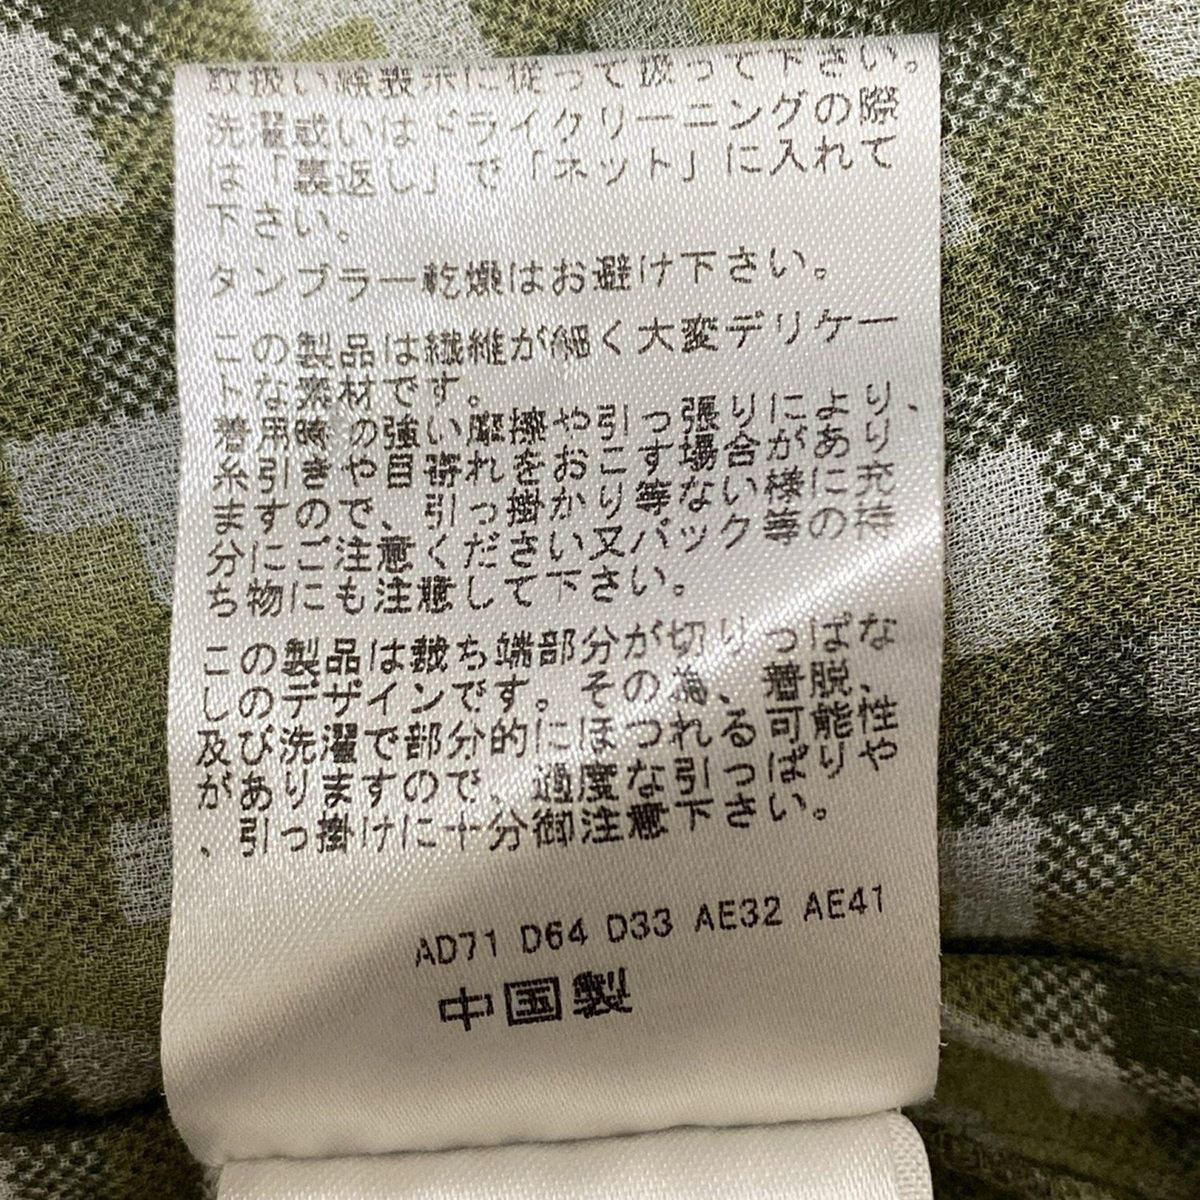 取扱い絵表示に従って扱って下さい。
洗濯或いはドライクリーニングの際
は「裏返し」で「ネット」に入れて
下さい。
タンブラー乾燥はお避け下さい。
この製品は繊維が細く大変デリケー
トな素材です。
着用時の強い摩擦や引っ張りにより、
糸引きや目寄れをおこす場合があり
ますので、引っ掛かり等ない様に充
分にご注意ください又バック等の持
ち物にも注意して下さい。
この製品は裁ち端部分が切りっぱな
しのデザインです。その為、着脱、
及び洗濯で部分的にほつれる可能性
がありますので、過度な引っぱりや
、引っ掛けに十分御注意下さい。
AD71 D64 D33 AE32 AE41
中国製